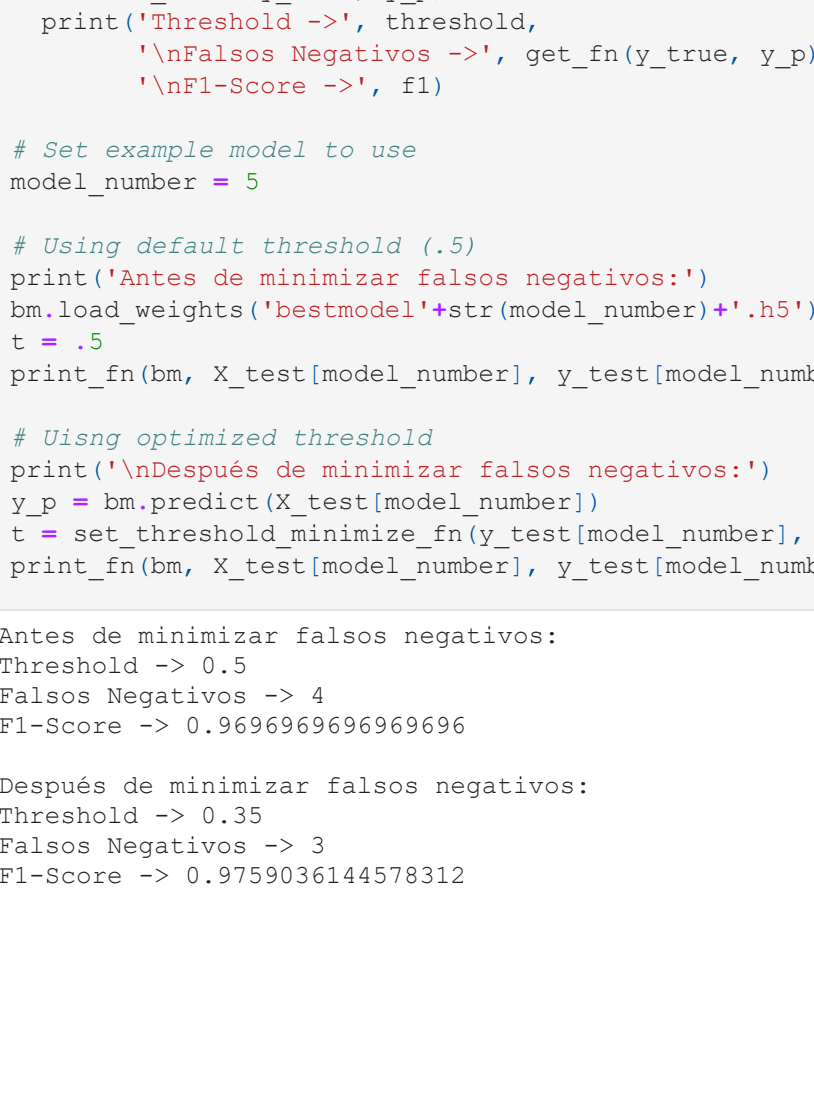 print('Threshold ->', threshold,
'\nFalsos Negativos ->', get_fn(y_true, y_p)
'\nF1-Score ->', f1)
# Set example model to use
model_number = 5
# Using default threshold (.5)
print('Antes de minimizar falsos negativos:')
bm.load_weights('bestmodel'+str(model_number)+'.h5')
t = .5
print_fn(bm, X_test[model_number], y_test[model_numb
# Uisng optimized threshold
print('\nDespués de minimizar falsos negativos:')
y_p = bm.predict(X_test[model_number])
t = set_threshold_minimize_fn(y_test[model_number],
print_fn(bm, X_test[model_number], y_test[model_numb
Antes de minimizar falsos negativos:
Threshold -> 0.5
Falsos Negativos -> 4
F1-Score -> 0.9696969696969696
Después de minimizar falsos negativos:
Threshold -> 0.35
Falsos Negativos -> 3
F1-Score -> 0.9759036144578312